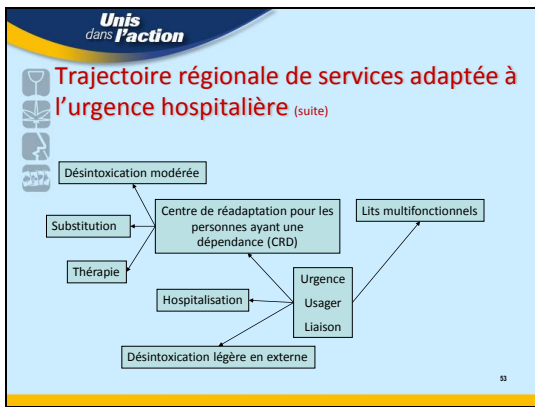 Unis
dans l'action
Trajectoire régionale de services adaptée à
l'urgence hospitalière (suite)
Désintoxication modérée
Centre de réadaptation pour les
personnes ayant une
dépendance (CRD)
Lits multifonctionnels
Substitution
Thérapie
Urgence
Usager
Liaison
Hospitalisation
Désintoxication légère en externe
53